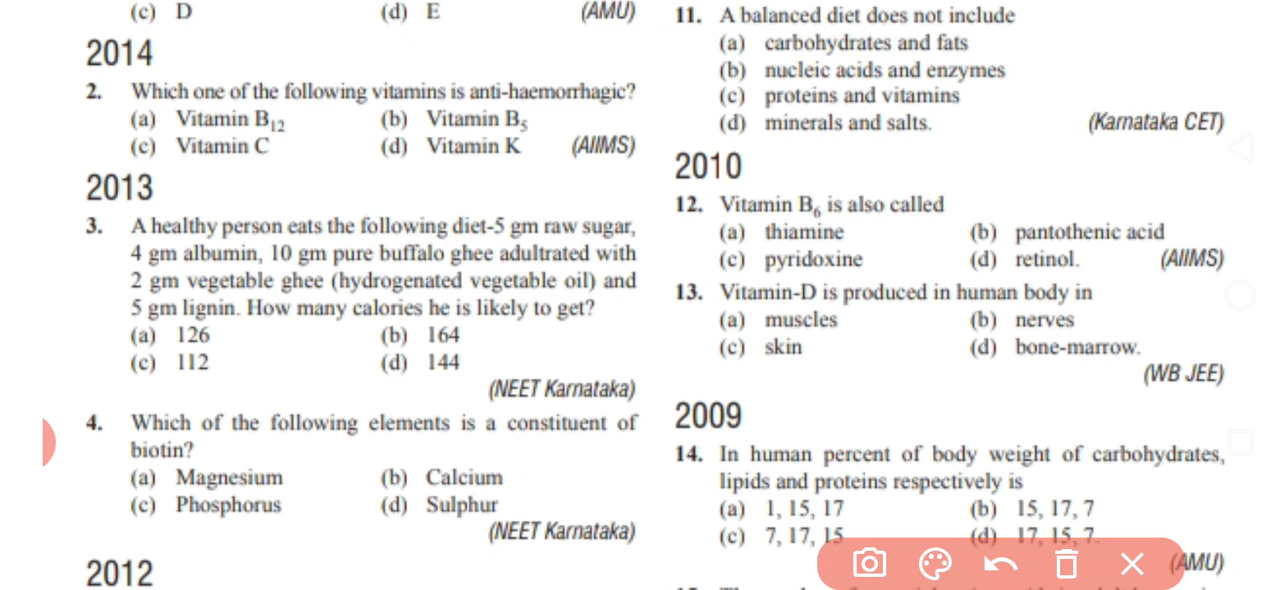 (c) D (d) E (AMU)
2014
2. Which one of the following vitamins is anti-haemorrhagic?
(a) Vitamin B12 (b) Vitamin B5
(c) Vitamin C (d) Vitamin K (AIIMS)
2013
3. A healthy person eats the following diet-5 gm raw sugar,
4 gm albumin, 10 gm pure buffalo ghee adultrated with
2 gm vegetable ghee (hydrogenated vegetable oil) and
5 gm lignin. How many calories he is likely to get?
(a) 126 (b) 164
(c) 112 (d) 144
(NEET Karnataka)
4. Which of the following elements is a constituent of
biotin?
(a) Magnesium (b) Calcium
(c) Phosphorus (d) Sulphur
(NEET Karnataka)
2012
11. A balanced diet does not include
(a) carbohydrates and fats
(b) nucleic acids and enzymes
(c) proteins and vitamins
(d) minerals and salts. (Karnataka CET)
2010
12. Vitamin B6 is also called
(a) thiamine (b) pantothenic acid
(c) pyridoxine (d) retinol. (AIIMS)
13. Vitamin-D is produced in human body in
(a) muscles (b) nerves
(c) skin (d) bone-marrow.
(WB JEE)
2009
14. In human percent of body weight of carbohydrates,
lipids and proteins respectively is
(a) 1, 15, 17 (b) 15, 17, 7
(c) 7, 17, 15 (d) 17, 15, 7.
(AMU)